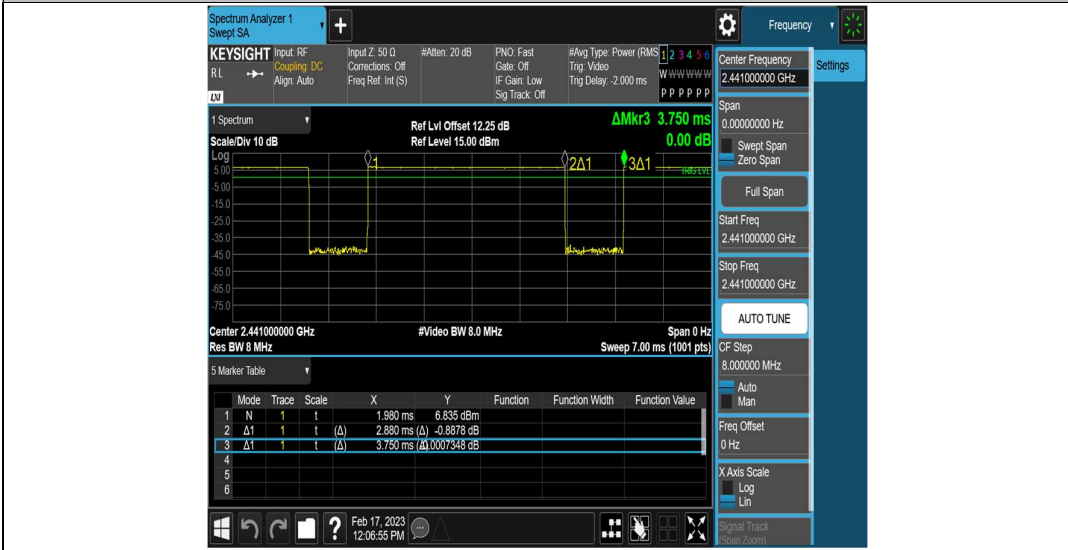 Spectrum Analyzer 1
Swept SA
Frequency
KEYSIGHT
RL
LXI
Input: RF
Coupling: DC
Align: Auto
Input Z: 50 Ω
Corrections: Off
Freq Ref: Int (S)
#Atten: 20 dB
PNO: Fast
Gate: Off
IF Gain: Low
Sig Track: Off
#Avg Type: Power (RMS
Trig: Video
Trig Delay: -2.000 ms
1 2 3 4 5 6
W W W W W W
P P P P P P
Center Frequency
2.441000000 GHz
Settings
Span
0.00000000 Hz
Swept Span
Zero Span
Full Span
Start Freq
2.441000000 GHz
Stop Freq
2.441000000 GHz
AUTO TUNE
CF Step
8.000000 MHz
Auto
Man
Freq Offset
0 Hz
X Axis Scale
Log
Lin
Signal Track
(Span Zoom)
1 Spectrum
Scale/Div 10 dB
Ref Lvl Offset 12.25 dB
Ref Level 15.00 dBm
ΔMkr3 3.750 ms
0.00 dB
Log
1
2Δ1
3Δ1
TRIG LVL
5.00
-5.00
-15.0
-25.0
-35.0
-45.0
-55.0
-65.0
-75.0
Center 2.441000000 GHz
#Video BW 8.0 MHz
Span 0 Hz
Res BW 8 MHz
Sweep 7.00 ms (1001 pts)
5 Marker Table
Mode Trace Scale X Y Function Function Width Function Value
1 N 1 t 1.980 ms 6.835 dBm
2 Δ1 1 t (Δ) 2.880 ms (Δ) -0.8878 dB
3 Δ1 1 t (Δ) 3.750 ms (Δ) 0.0007348 dB
4
5
6
?
Feb 17, 2023
12:06:55 PM